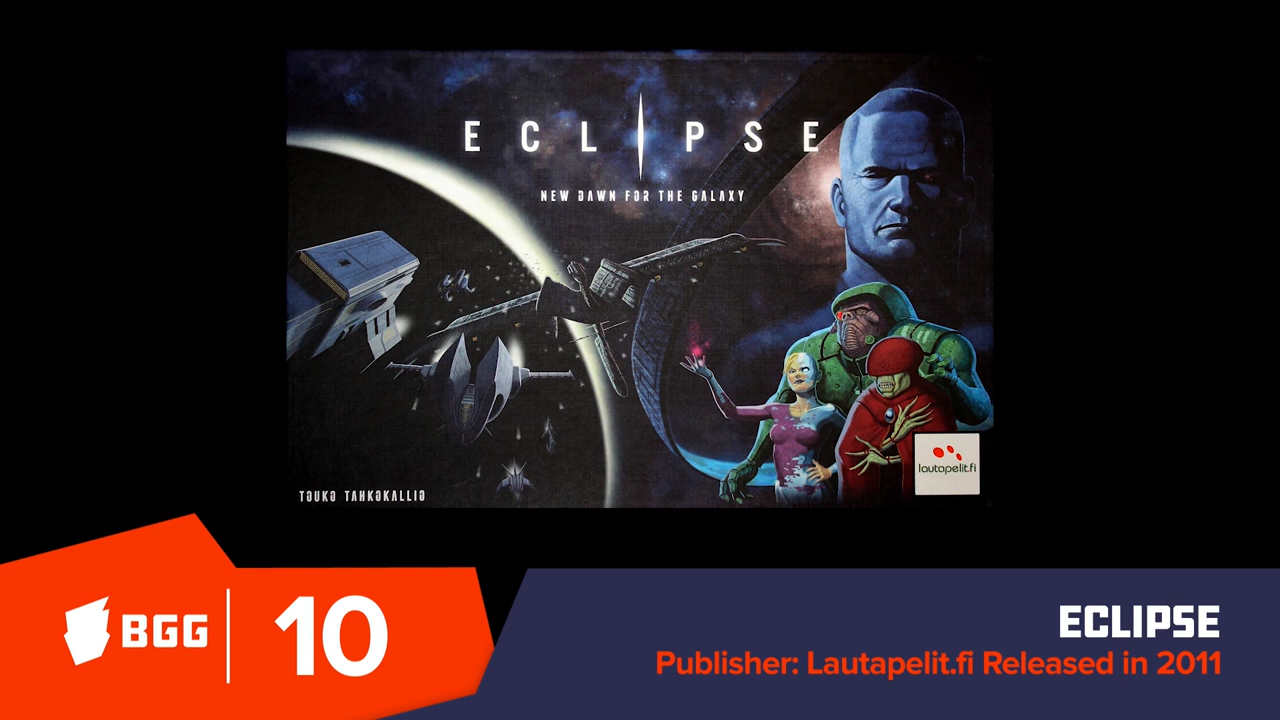 ECLIPSE
NEW DAWN FOR THE GALAXY
TOUKO TAHKOKALLIO
lautapelit.fi
BGG
10
ECLIPSE
Publisher: Lautapelit.fi Released in 2011